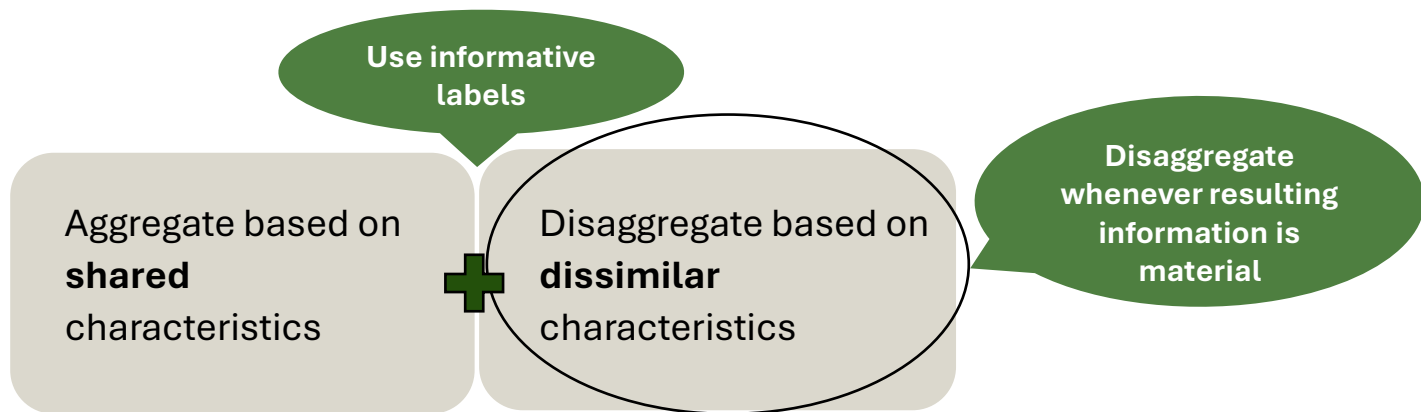 Use informative
labels
Aggregate based on
shared
characteristics
Disaggregate based on
dissimilar
characteristics
Disaggregate
whenever resulting
information is
material